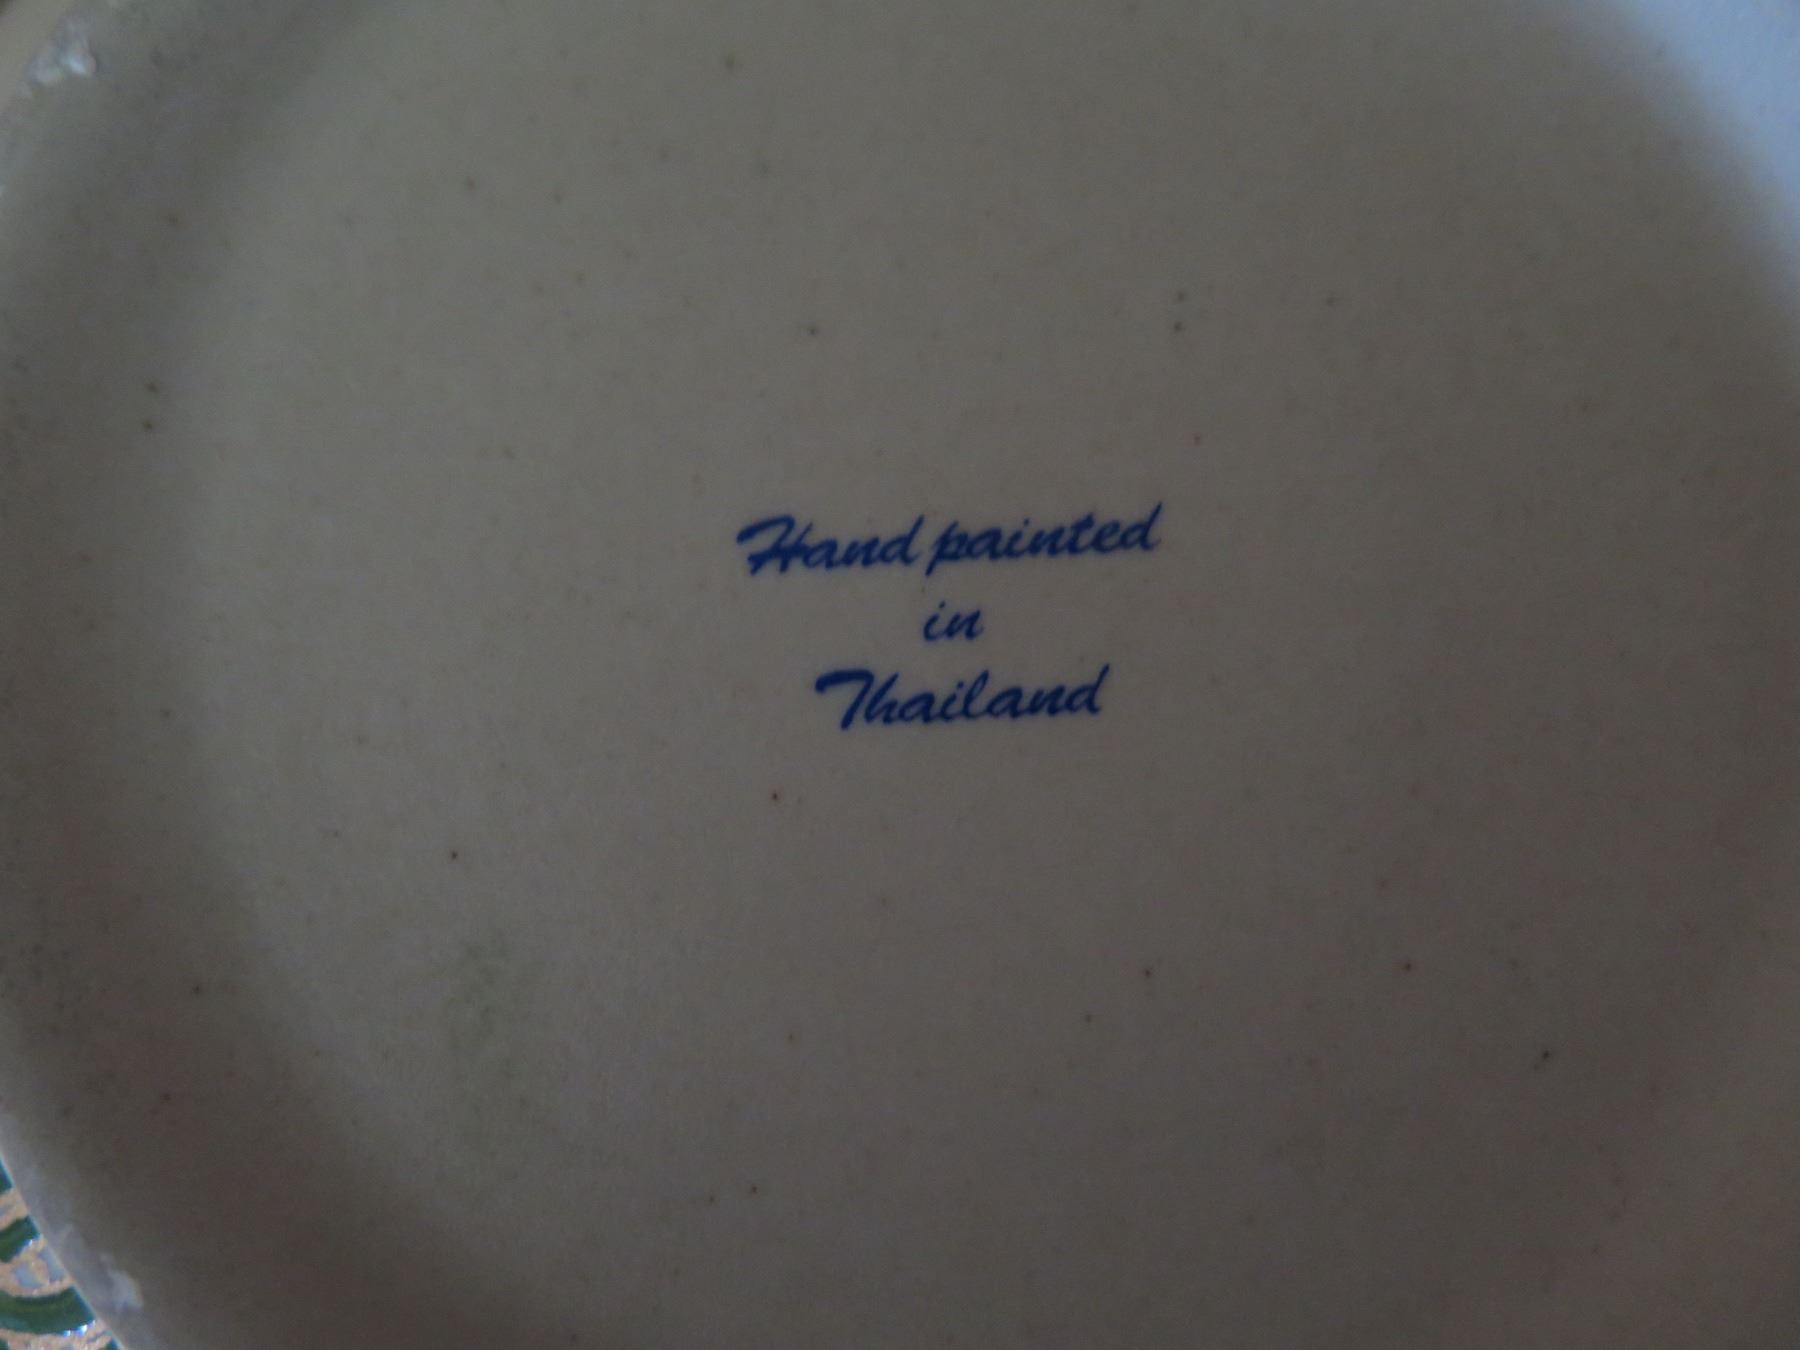 Hand painted
in
Thailand